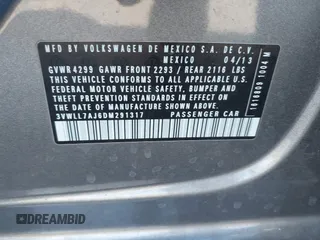 MFD BY VOLKSWAGEN DE MEXICO S.A. DE C.V.
MEXICO 04/13
GVWR 4299 GAWR FRONT 2293 / REAR 2116 LBS
THIS VEHICLE CONFORMS TO ALL APPLICABLE
FEDERAL MOTOR VEHICLE SAFETY, BUMPER AND
THEFT PREVENTION STANDARDS IN EFFECT ON
THE DATE OF MANUFACTURE SHOWN ABOVE.
3VWLL7AJ6DM291317 PASSENGER CAR
1818809 1004 M
DREAMBID